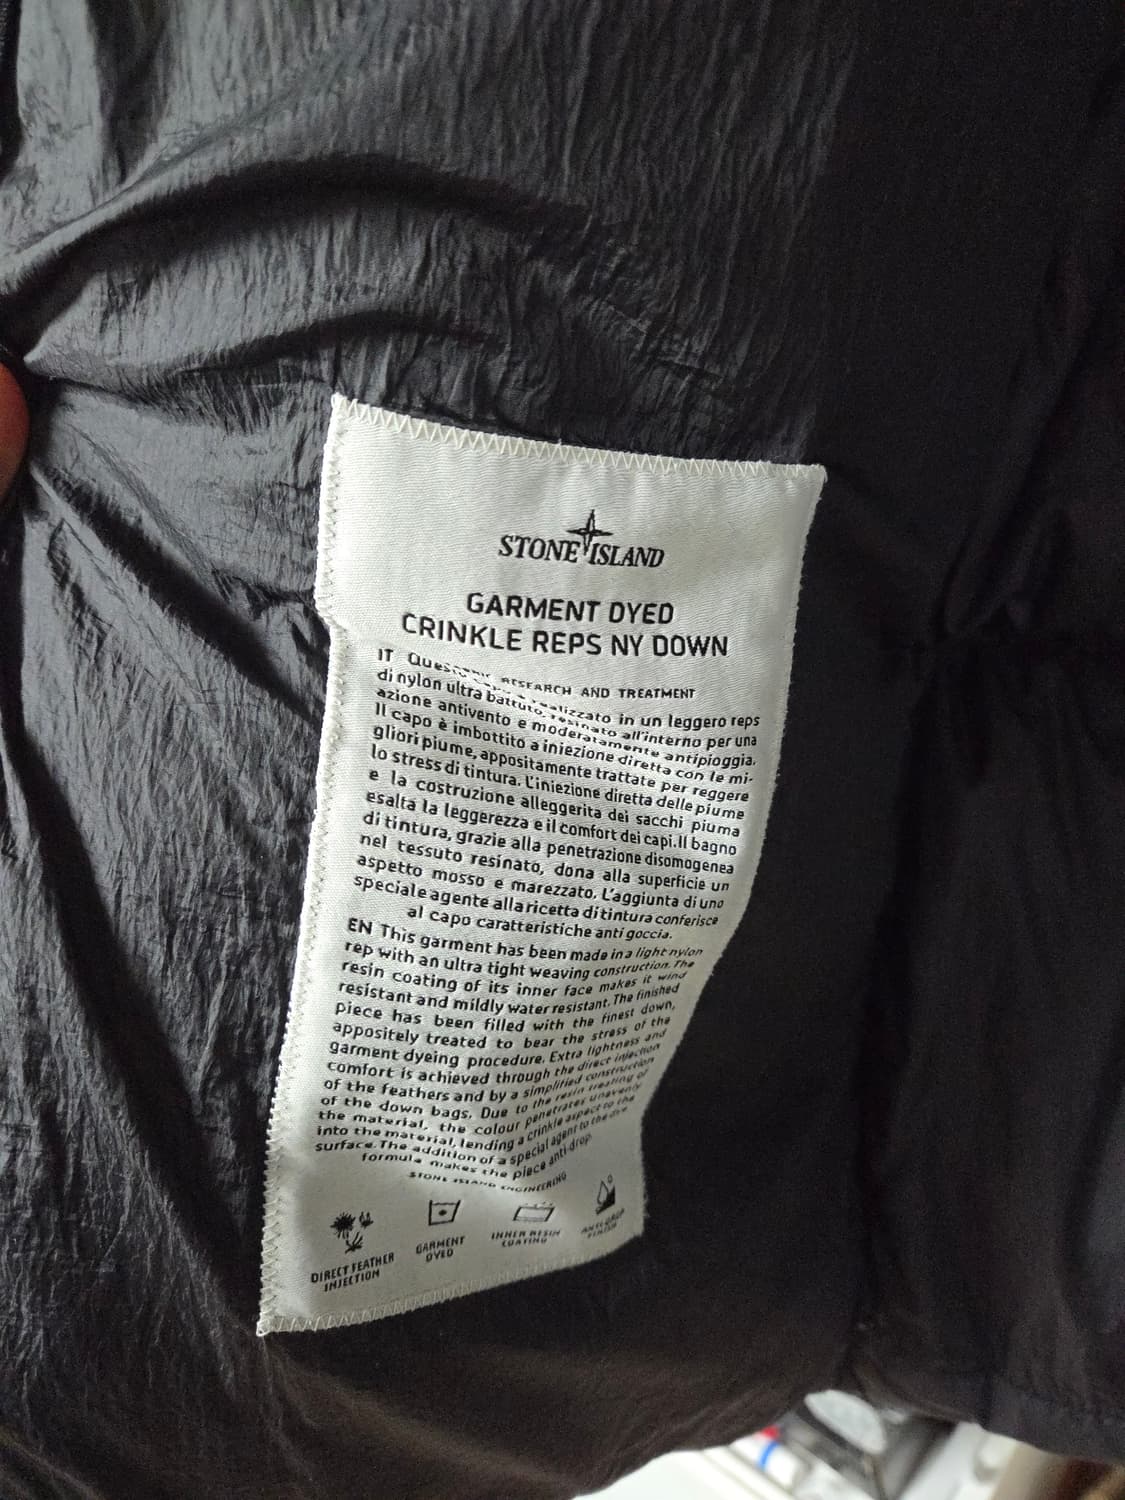 STONE ISLAND
GARMENT DYED
CRINKLE REPS NY DOWN
RESEARCH AND TREATMENT
IT Questo capo è realizzato in un leggero reps
di nylon ultra battuto, resinato all'interno per una
azione antivento e moderatamente antipioggia.
Il capo è imbottito a iniezione diretta con le mi-
gliori piume, appositamente trattate per reggere
lo stress di tintura. L'iniezione diretta delle piume
e la costruzione alleggerita dei sacchi piuma
esalta la leggerezza e il comfort dei capi. Il bagno
di tintura, grazie alla penetrazione disomogenea
nel tessuto resinato, dona alla superficie un
aspetto mosso e marezzato. L'aggiunta di uno
speciale agente alla ricetta di tintura conferisce
al capo caratteristiche anti goccia.
EN This garment has been made in a light nylon
rep with an ultra tight weaving construction. The
resin coating of its inner face makes it wind
resistant and mildly water resistant. The finished
piece has been filled with the finest down,
appositely treated to bear the stress of the
garment dyeing procedure. Extra lightness and
comfort is achieved through the direct injection
of the feathers and by a simplified construction
of the down bags. Due to the resin treating of
the material, the colour penetrates unevenly
into the material, lending a crinkle aspect to the
surface. The addition of a special agent to the dye
formula makes the piece anti drop.
STONE ISLAND ENGINEERING
DIRECT FEATHER
INJECTION
GARMENT
DYED
INNER RESIN
COATING
ANTI-DROP
FINISH